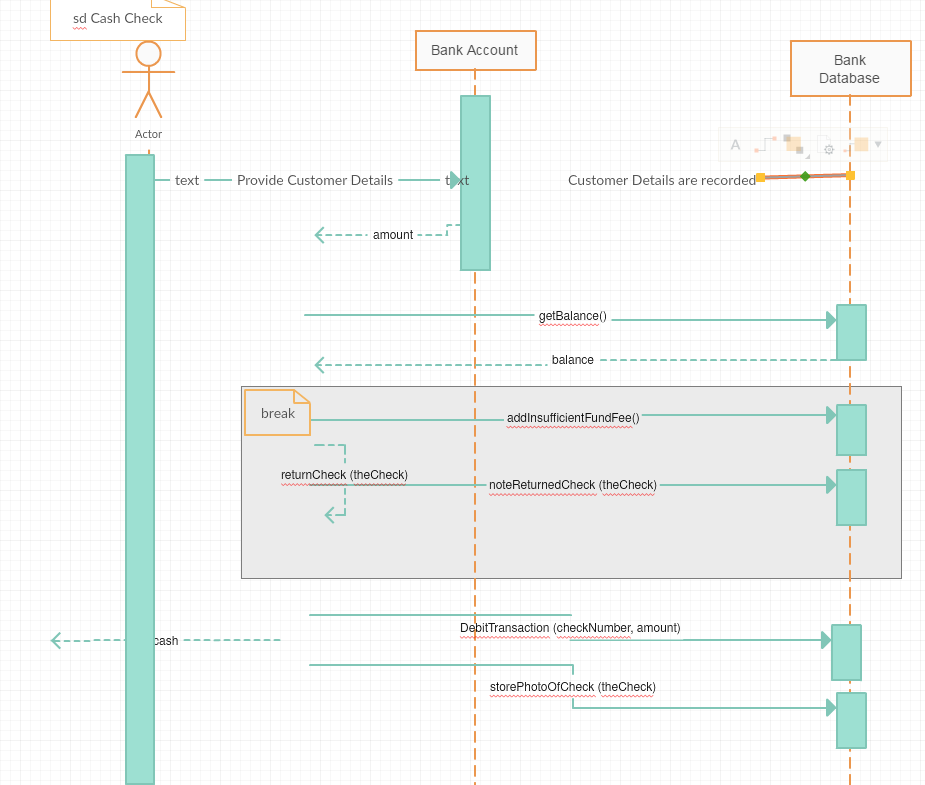 sd Cash Check
Bank Account
Bank
Database
Actor
A
text
Provide Customer Details
text
Customer Details are recorded
amount
getBalance()
balance
break
addInsufficientFundFee()
returnCheck (theCheck)
noteReturnedCheck (theCheck)
DebitTransaction (checkNumber, amount)
cash
storePhotoOfCheck (theCheck)